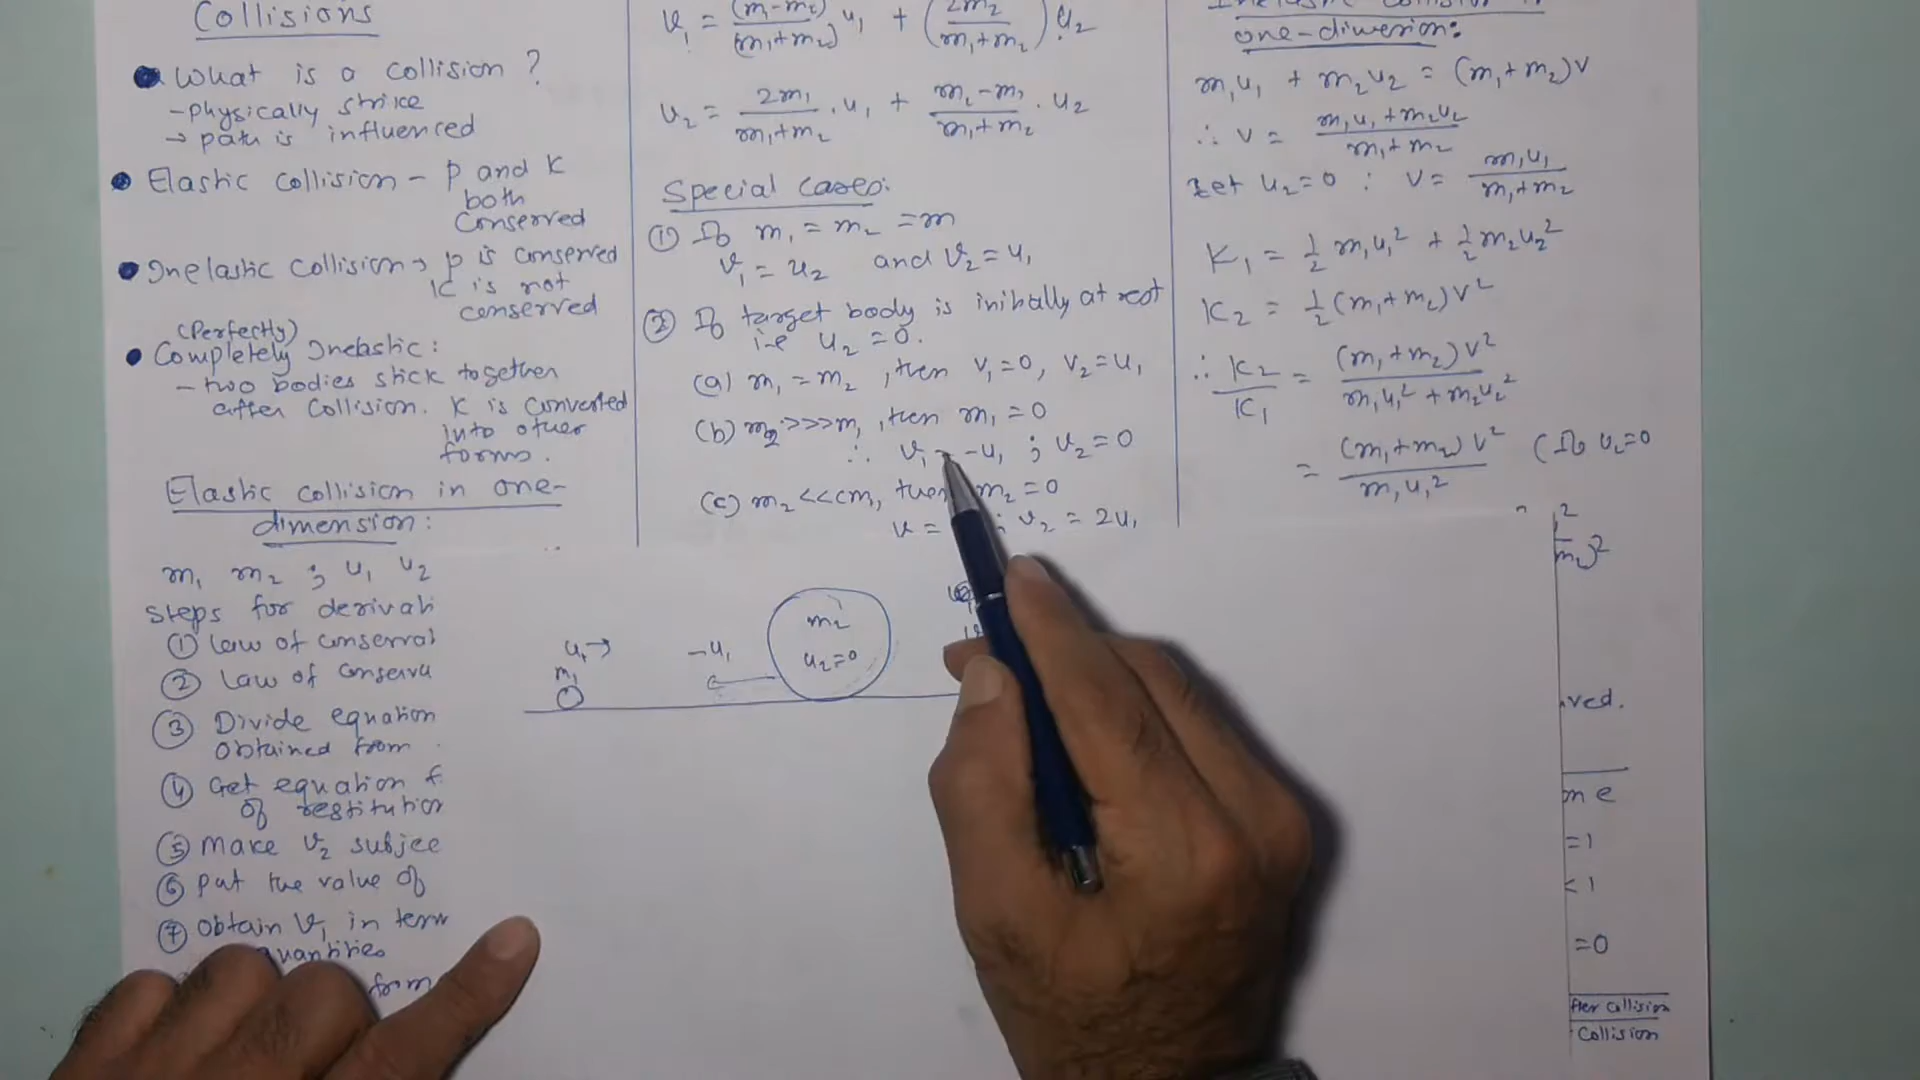 Collisions
What is a collision ?
- Physically strike
→ path is influenced
Elastic Collision - p and K
both
Conserved
Inelastic Collision → p is conserved
K is not
conserved
(Perfectly)
Completely Inelastic :
- two bodies stick together
after Collision. K is converted
into other
forms.
Elastic collision in one-
dimension :
m₁ m₂ ; u₁ u₂
Steps for derivati
① Law of conservat
② Law of conserva
③ Divide equation
obtained from
④ Get equation f
of restitution
⑤ Make v₂ subjec
⑥ Put the value of
⑦ Obtain v₁ in term
quantities
from
v₁ = (m₁-m₂)/(m₁+m₂) u₁ + (2m₂/m₁+m₂) u₂
v₂ = 2m₁/m₁+m₂ . u₁ + m₂-m₁/m₁+m₂ . u₂
Special Cases:
① If m₁ = m₂ = m
v₁ = u₂ and v₂ = u₁
② If target body is initially at rest
i-e u₂ = 0.
(a) m₁ = m₂ , then v₁ = 0, v₂ = u₁
(b) m₂ >>> m₁ , then m₁ = 0
∴ v₁ = -u₁ ; v₂ = 0
(c) m₂ <<< m₁, then m₂ = 0
v = ; v₂ = 2u₁
u₁ →
m₁
-u₁
m₂
u₂=0
one-dimension:
m₁u₁ + m₂u₂ = (m₁+m₂)v
∴ v = m₁u₁+m₂u₂/m₁+m₂
Let u₂=0 : v = m₁u₁/m₁+m₂
K₁ = ½ m₁u₁² + ½ m₂u₂²
K₂ = ½ (m₁+m₂)v²
∴ K₂/K₁ = (m₁+m₂)v²/m₁u₁²+m₂u₂²
= (m₁+m₂)v²/m₁u₁² (If u₂=0
m₂)²
ved.
me
=1
<1
=0
fter Collision
Collision